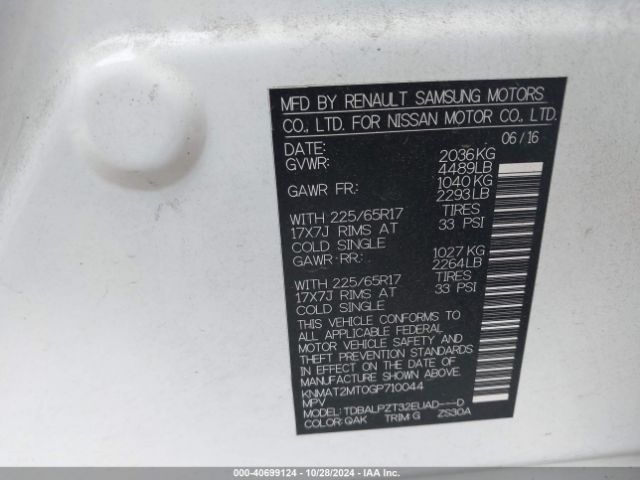 MFD BY RENAULT SAMSUNG MOTORS
CO., LTD. FOR NISSAN MOTOR CO., LTD.
DATE: 06/16
GVWR: 2036KG
4489LB
GAWR FR: 1040 KG
2293LB
WITH 225/65R17 TIRES
17X7J RIMS AT 33 PSI
COLD SINGLE
GAWR RR: 1027 KG
2264LB
WITH 225/65R17 TIRES
17X7J RIMS AT 33 PSI
COLD SINGLE
THIS VEHICLE CONFORMS TO
ALL APPLICABLE FEDERAL
MOTOR VEHICLE SAFETY AND
THEFT PREVENTION STANDARDS
IN EFFECT ON THE DATE OF
MANUFACTURE SHOWN ABOVE.
KNMAT2MT0GP710044
MPV
MODEL: TDBALPZT32EUAD---D
COLOR: QAK TRIM:G ZS30A
000-40699124 | 10/28/2024 | IAA, Inc.